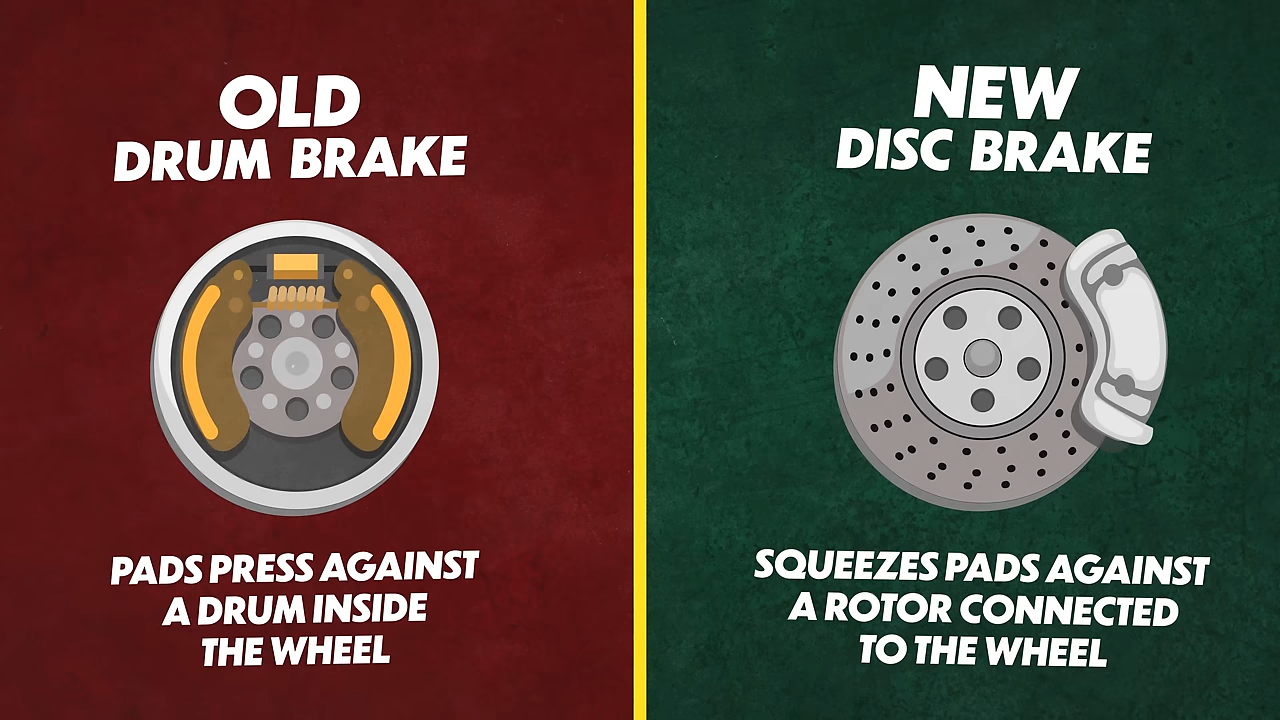 OLD
DRUM BRAKE
PADS PRESS AGAINST
A DRUM INSIDE
THE WHEEL
NEW
DISC BRAKE
SQUEEZES PADS AGAINST
A ROTOR CONNECTED
TO THE WHEEL